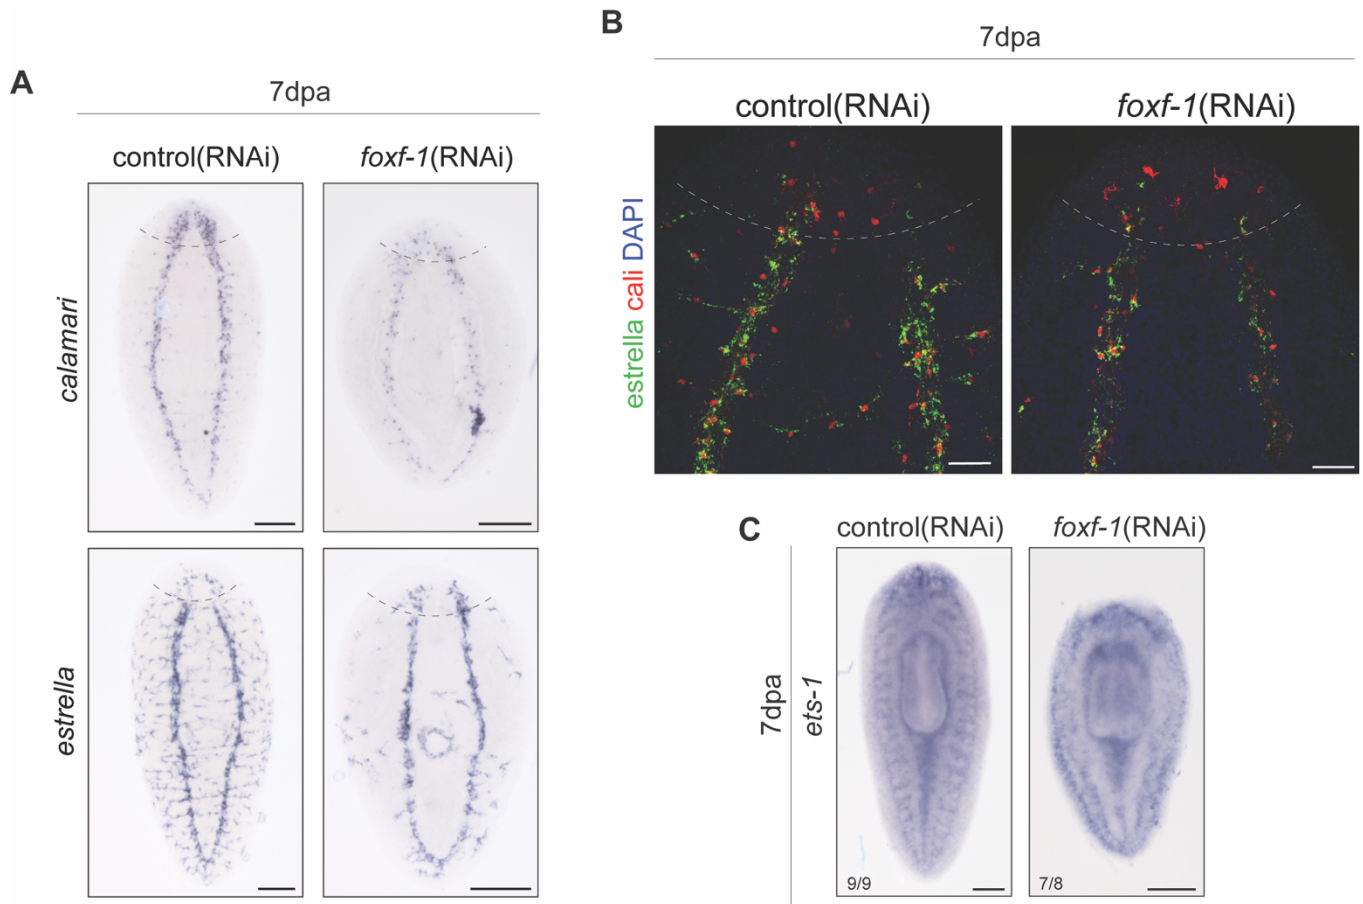 A
7dpa
control(RNAi)
foxf-1(RNAi)
calamari
estrella
B
7dpa
control(RNAi)
foxf-1(RNAi)
estrella cali DAPI
C
control(RNAi)
foxf-1(RNAi)
7dpa
ets-1
9/9
7/8